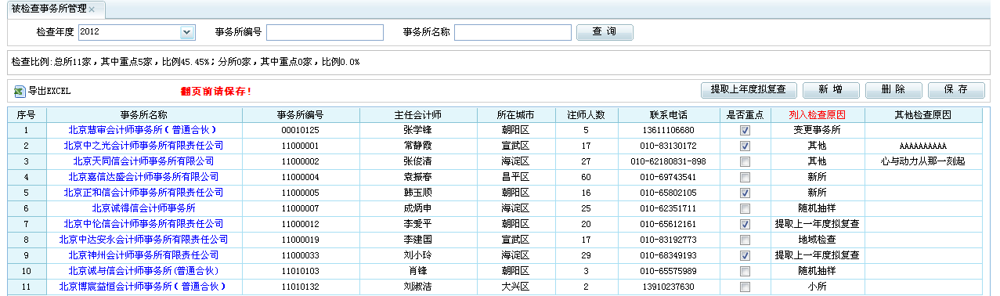 被检查事务所管理
检查年度 2012 事务所编号 事务所名称 查 询
检查比例:总所11家，其中重点5家，比例45.45%；分所0家，其中重点0家，比例0.0%
导出EXCEL 翻页前请保存！ 提取上年度拟复查 新 增 删 除 保 存
序号 事务所名称 事务所编号 主任会计师 所在城市 注师人数 联系电话 是否重点 列入检查原因 其他检查原因
1 北京慧审会计师事务所（普通合伙） 00010125 张学锋 朝阳区 5 13611106680 变更事务所
2 北京中之光会计师事务所有限责任公司 11000001 常静霞 宣武区 17 010-83130172 其他 AAAAAAAAAA
3 北京天同信会计师事务所有限公司 11000002 张俊清 海淀区 27 010-62180831-898 其他 心与动力从那一刻起
4 北京嘉信达盛会计师事务所有限公 11000004 袁振春 昌平区 60 010-69743541 新所
5 北京正和信会计师事务所有限责任公司 11000005 韩玉顺 朝阳区 16 010-65802105 新所
6 北京诚得信会计师事务所 11000007 成炳申 海淀区 25 010-62351711 随机抽祥
7 北京中伦信会计师事务所有限责任公司 11000012 李爱平 朝阳区 20 010-65612161 提取上一年度拟复查
8 北京中达安永会计师事务所有限责任公司 11000019 李建国 宣武区 17 010-83192773 地域检查
9 北京神州会计师事务所有限责任公司 11000033 刘小玲 海淀区 29 010-68349193 提取上一年度拟复查
10 北京诚与信会计师事务所(普通合伙) 11010103 肖锋 朝阳区 3 010-65575989 随机抽祥
11 北京博宸益恒会计师事务所（普通合伙） 11010132 刘淑洁 大兴区 2 13910237630 小所